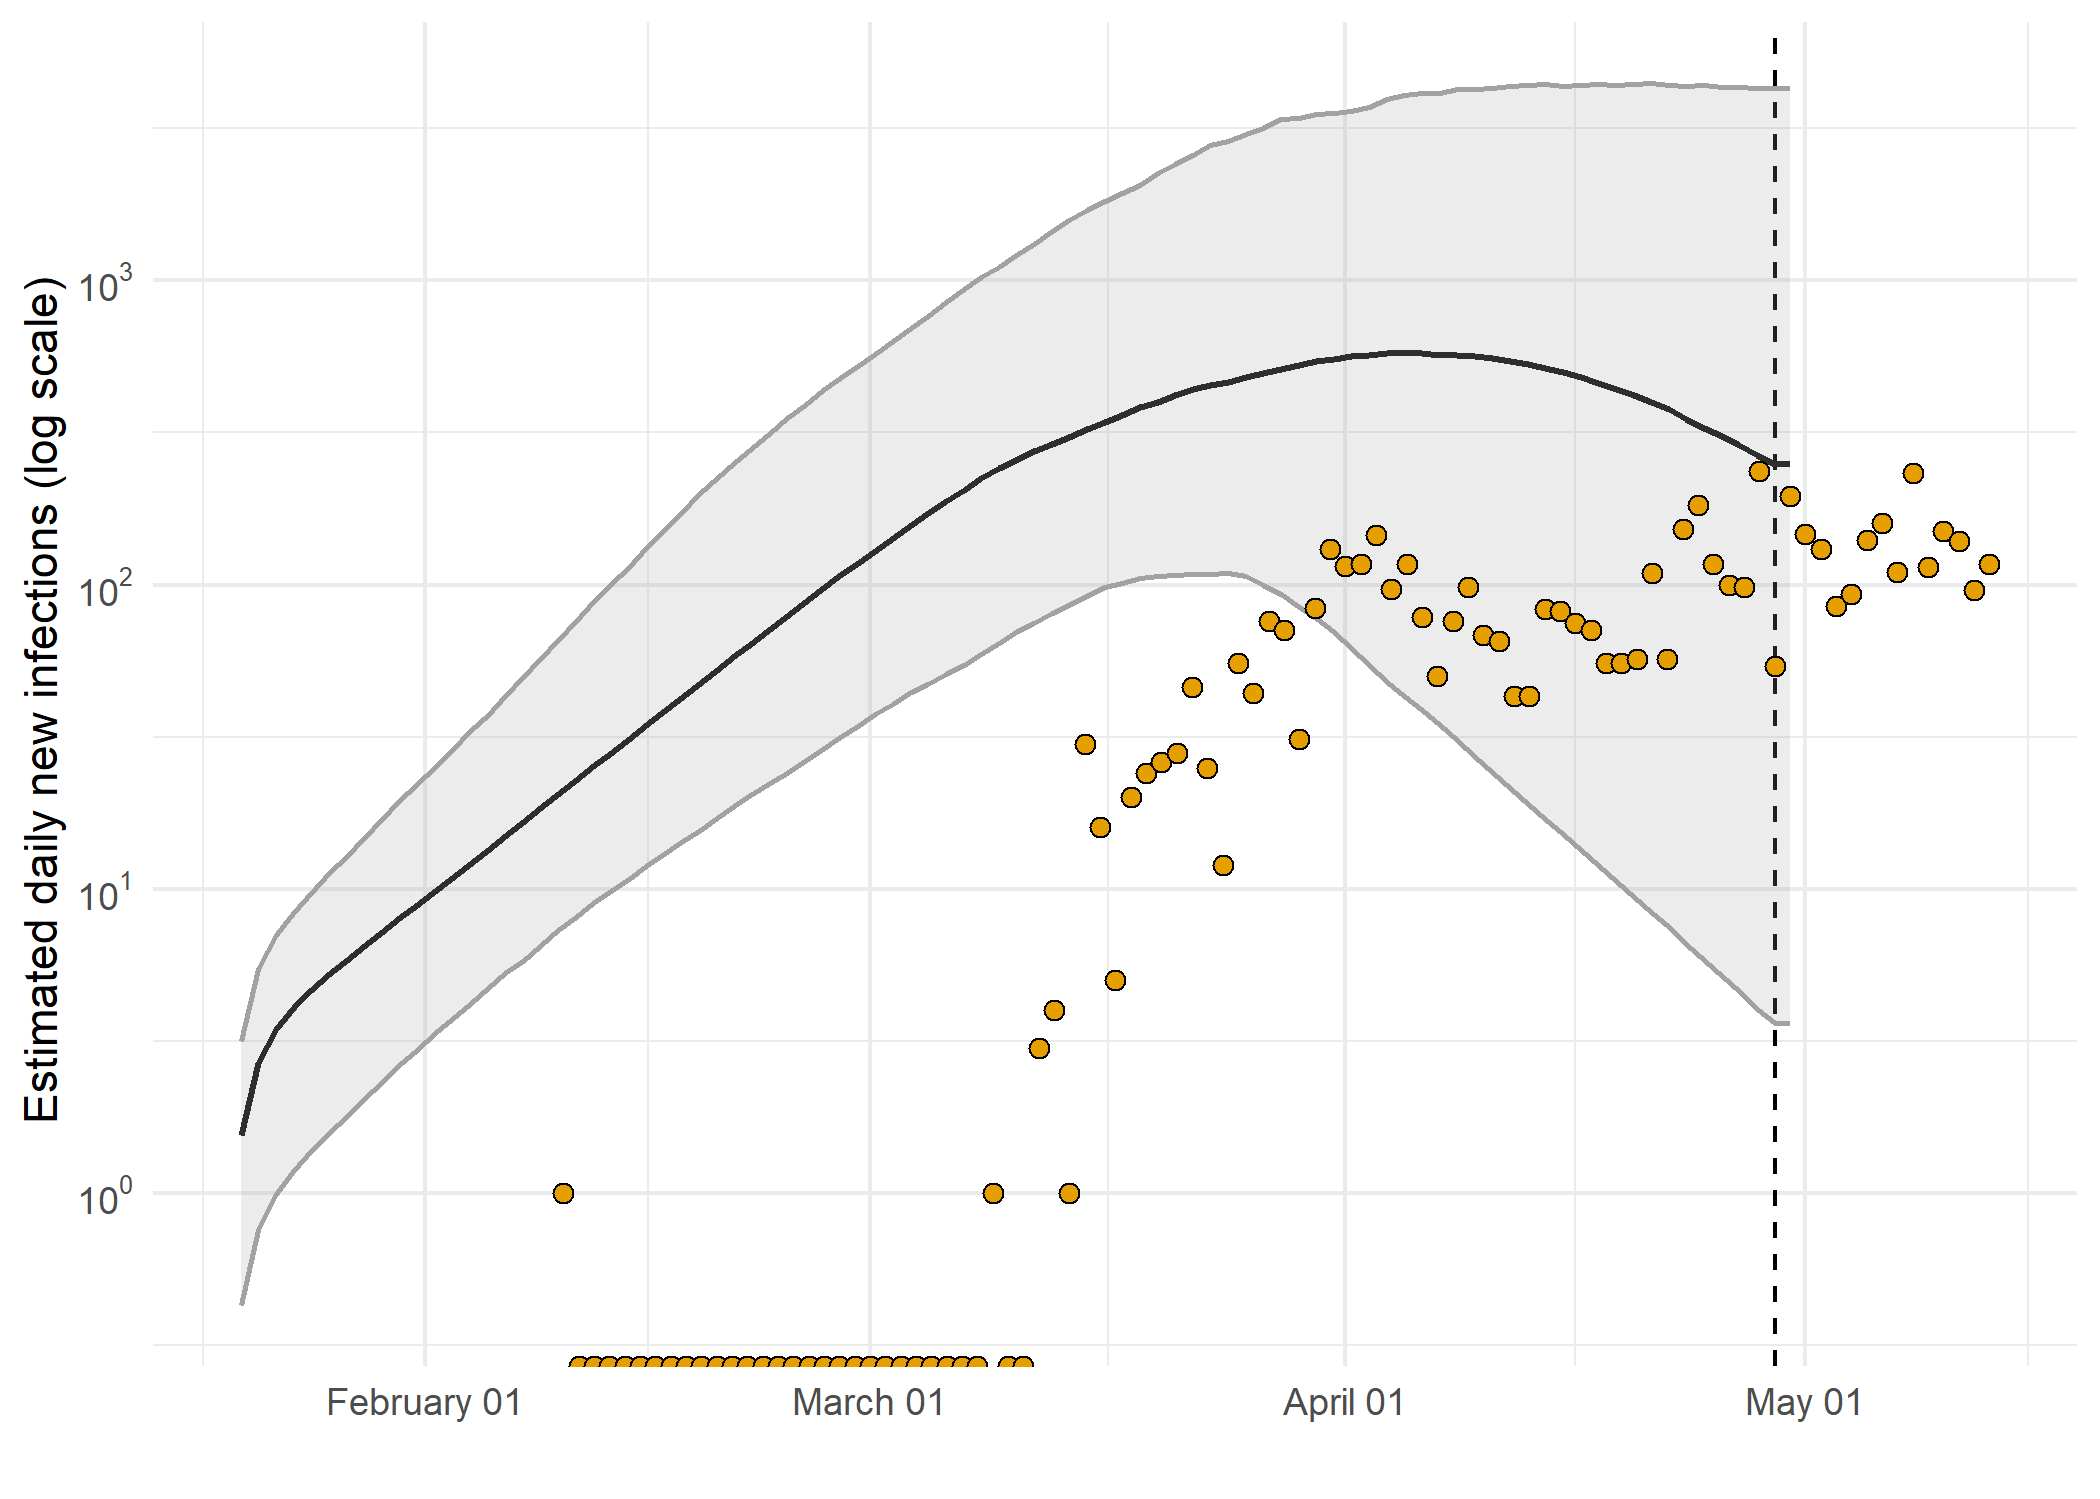 Estimated daily new infections (log scale)
10³
10²
10¹
10⁰
February 01 March 01 April 01 May 01